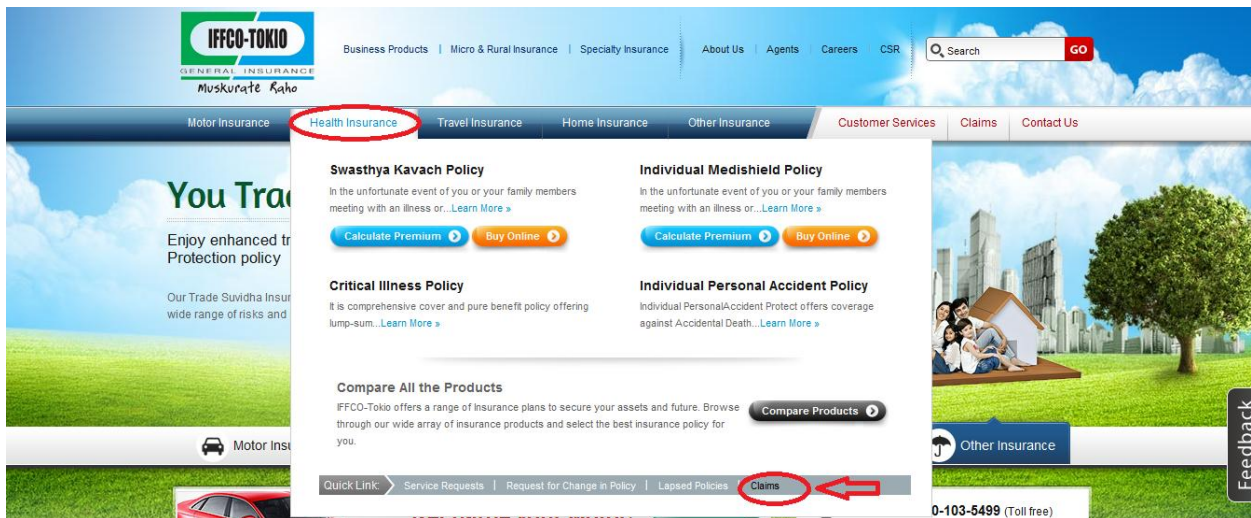 IFFCO-TOKIO
GENERAL INSURANCE
Muskurate Raho
Business Products | Micro & Rural Insurance | Specialty Insurance
About Us Agents Careers CSR
Search GO
Motor Insurance Health Insurance Travel Insurance Home Insurance Other Insurance
Customer Services Claims Contact Us
You Trad
Enjoy enhanced tr
Protection policy
Our Trade Suvidha Insur
wide range of risks and
Swasthya Kavach Policy
In the unfortunate event of you or your family members
meeting with an illness or...Learn More »
Calculate Premium Buy Online
Individual Medishield Policy
In the unfortunate event of you or your family members
meeting with an illness or...Learn More »
Calculate Premium Buy Online
Critical Illness Policy
It is comprehensive cover and pure benefit policy offering
lump-sum...Learn More »
Individual Personal Accident Policy
Individual PersonalAccident Protect offers coverage
against Accidental Death...Learn More »
Compare All the Products
IFFCO-Tokio offers a range of Insurance plans to secure your assets and future. Browse
through our wide array of insurance products and select the best insurance policy for
you.
Compare Products
Quick Link: Service Requests | Request for Change in Policy | Lapsed Policies | Claims
Motor Insu
Other Insurance
Feedback
0-103-5499 (Toll free)